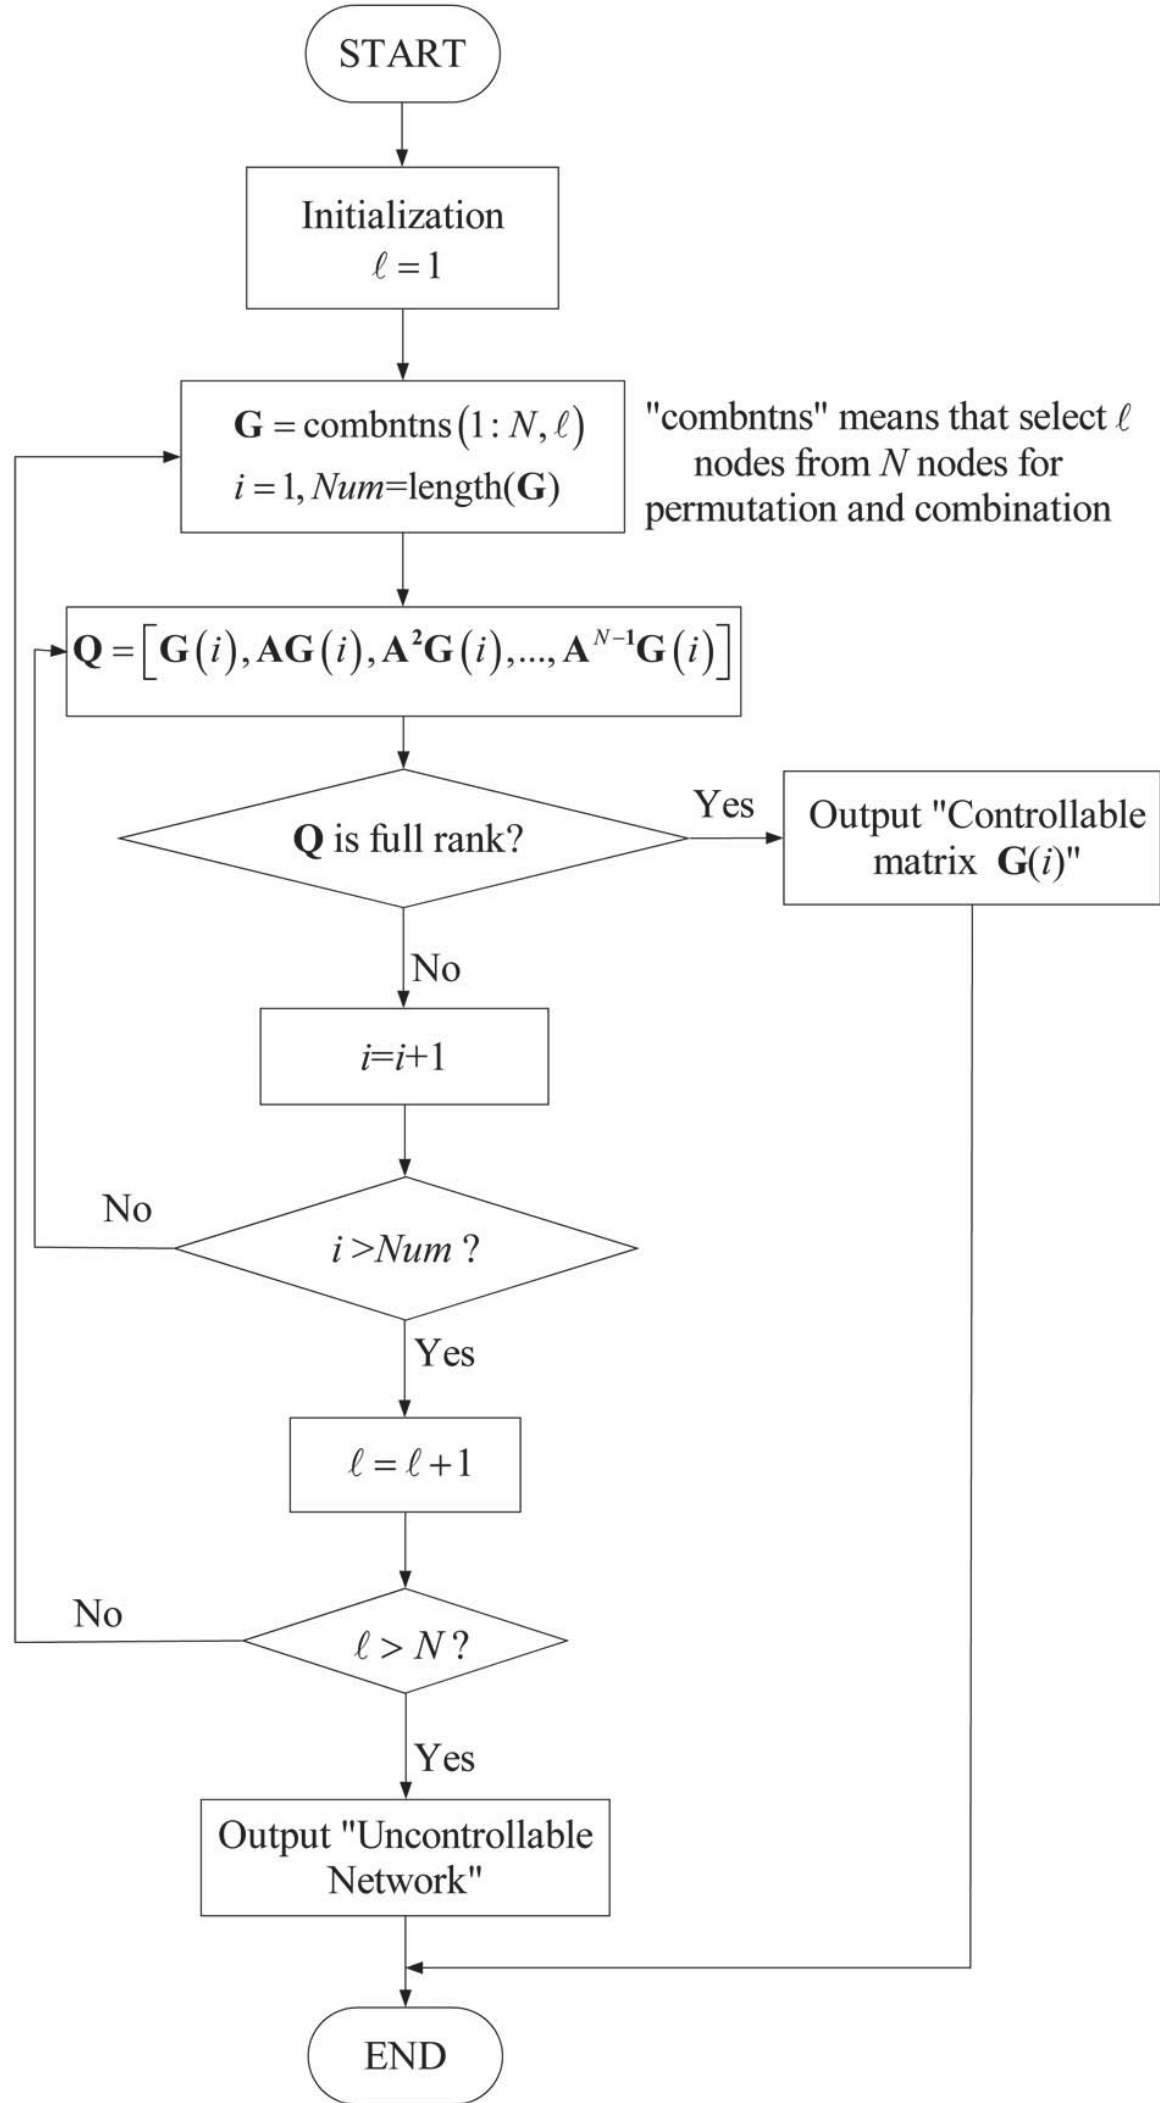 START
Initialization
ℓ = 1
G = combntns(1: N, ℓ)
i = 1, Num=length(G)
"combntns" means that select ℓ
nodes from N nodes for
permutation and combination
Q = [G(i), AG(i), A²G(i),..., Aᴺ⁻¹G(i)]
Q is full rank?
Yes
Output "Controllable
matrix G(i)"
No
i=i+1
No
i >Num ?
Yes
ℓ = ℓ +1
No
ℓ > N ?
Yes
Output "Uncontrollable
Network"
END